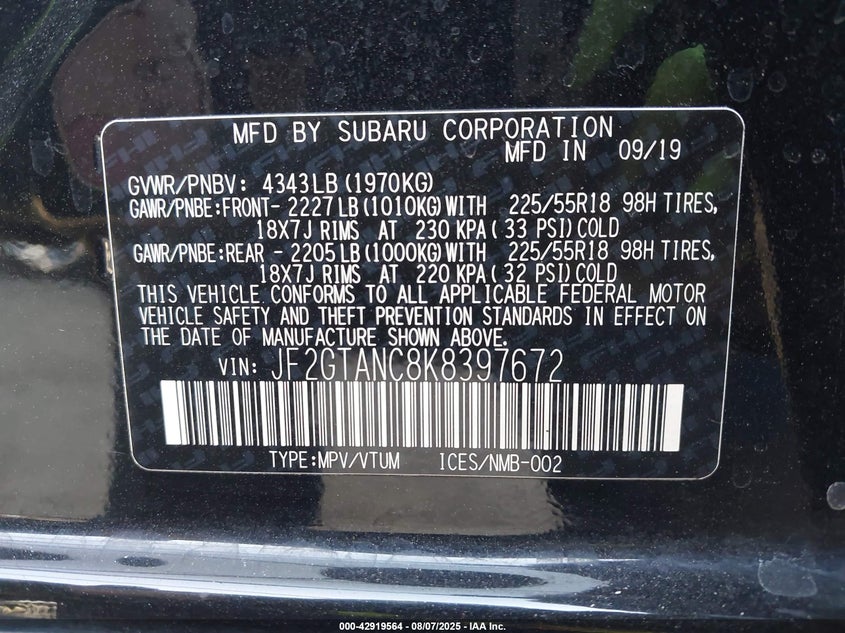 MFD BY SUBARU CORPORATION
MFD IN 09/19
GVWR/PNBV: 4343LB (1970KG)
GAWR/PNBE:FRONT- 2227LB (1010KG) WITH 225/55R18 98H TIRES,
18X7J RIMS AT 230 KPA ( 33 PSI) COLD
GAWR/PNBE:REAR - 2205LB (1000KG) WITH 225/55R18 98H TIRES,
18X7J RIMS AT 220 KPA ( 32 PSI) COLD
THIS VEHICLE CONFORMS TO ALL APPLICABLE FEDERAL MOTOR
VEHICLE SAFETY AND THEFT PREVENTION STANDARDS IN EFFECT ON
THE DATE OF MANUFACTURE SHOWN ABOVE.
VIN: JF2GTANC8K8397672
TYPE:MPV/VTUM ICES/NMB-002
000-42919564 - 08/07/2025 - IAA Inc.